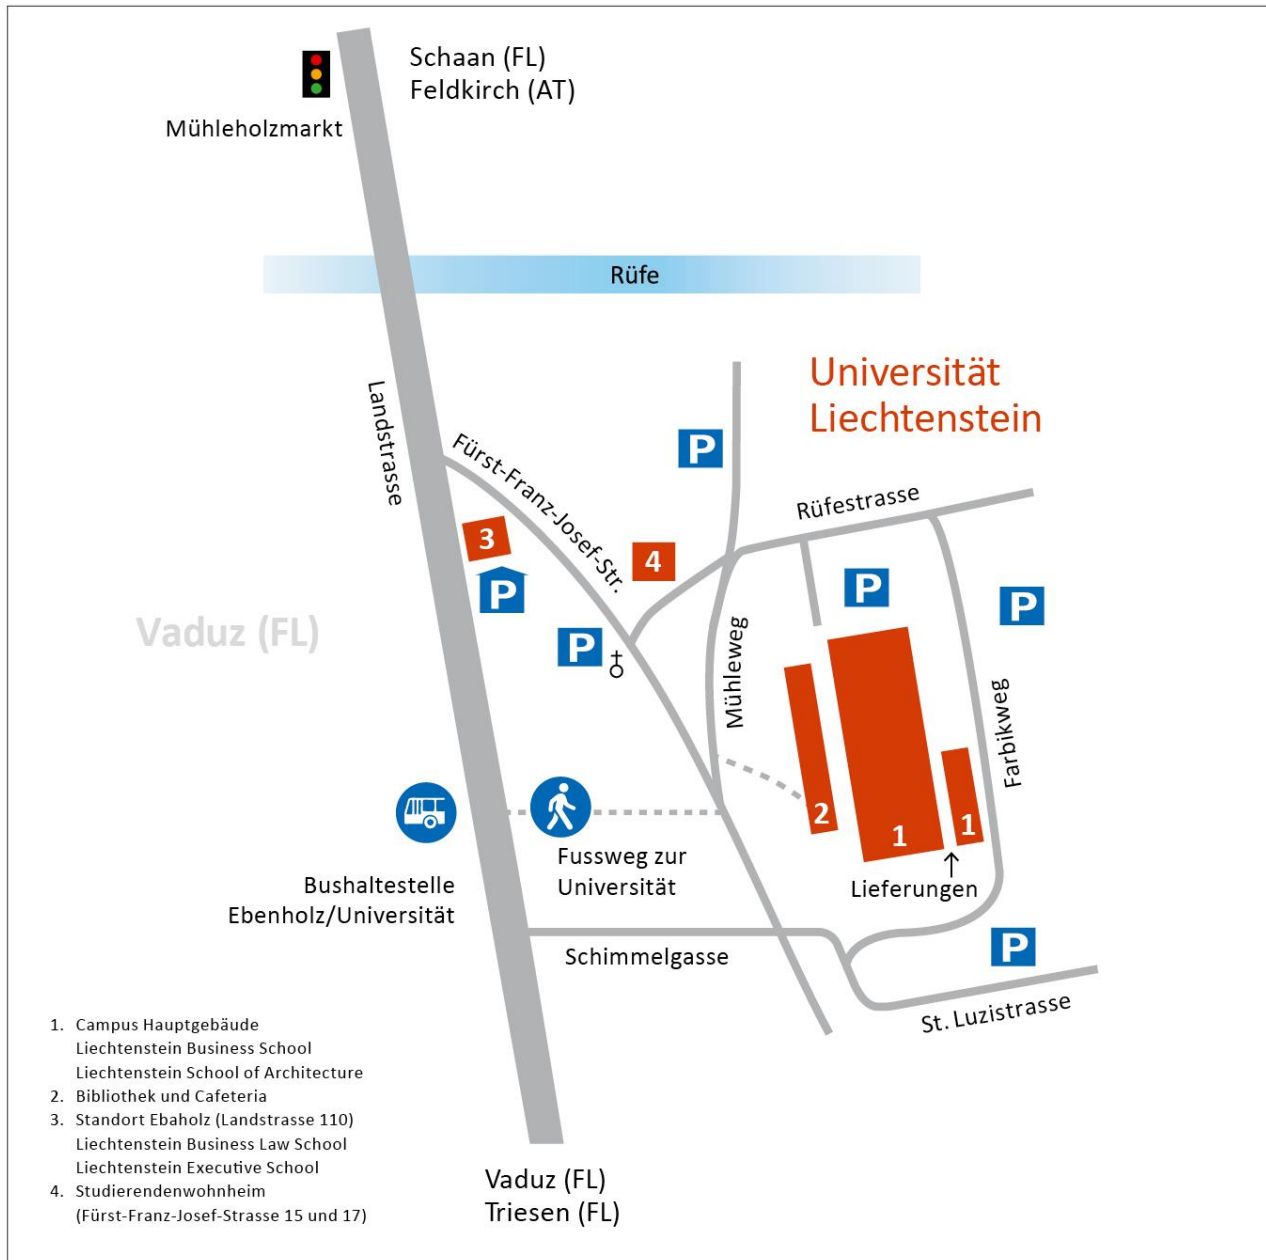 Schaan (FL)
Feldkirch (AT)
Mühleholzmarkt
Rüfe
Universität
Liechtenstein
Landstrasse
Fürst-Franz-Josef-Str.
P
Rüfestrasse
3
4
P
P
P
P
Vaduz (FL)
Mühleweg
Farbikweg
2
1
1
Bushaltestelle
Ebenholz/Universität
Fussweg zur
Universität
Lieferungen
Schimmelgasse
P
St. Luzistrasse
1. Campus Hauptgebäude
Liechtenstein Business School
Liechtenstein School of Architecture
2. Bibliothek und Cafeteria
3. Standort Ebaholz (Landstrasse 110)
Liechtenstein Business Law School
Liechtenstein Executive School
4. Studierendenwohnheim
(Fürst-Franz-Josef-Strasse 15 und 17)
Vaduz (FL)
Triesen (FL)